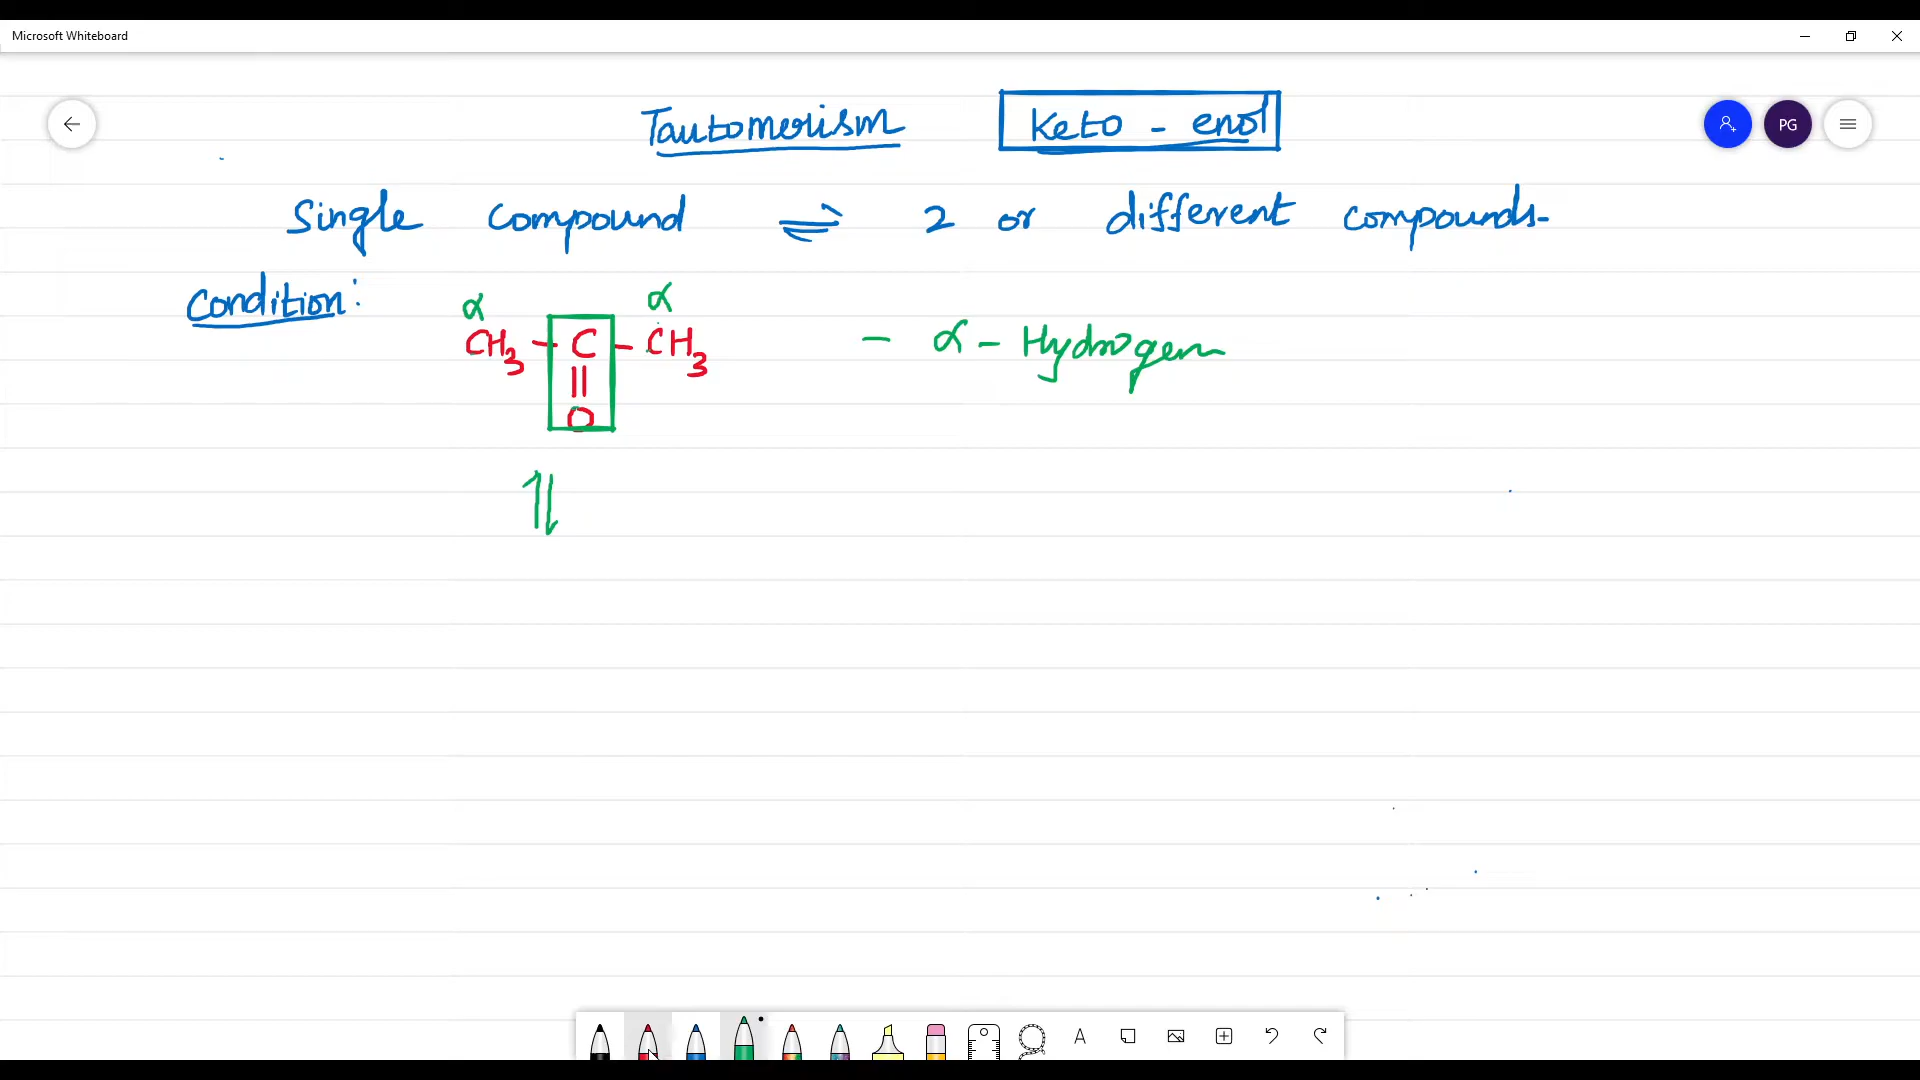 Microsoft Whiteboard
Tautomerism Keto - enol
PG
Single compound ⇌ 2 or different compounds-
Condition:
α α
CH3 - C - CH3 - α - Hydrogen
||
O
⥮
A